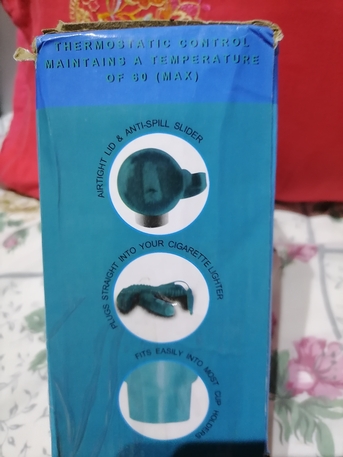 THERMOSTATIC CONTROL
MAINTAINS A TEMPERATURE
OF 60 (MAX)
AIRTIGHT LID & ANTI-SPILL SLIDER
PLUGS STRAIGHT INTO YOUR CIGARETTE LIGHTER
FITS EASILY INTO MOST CUP HOLDERS